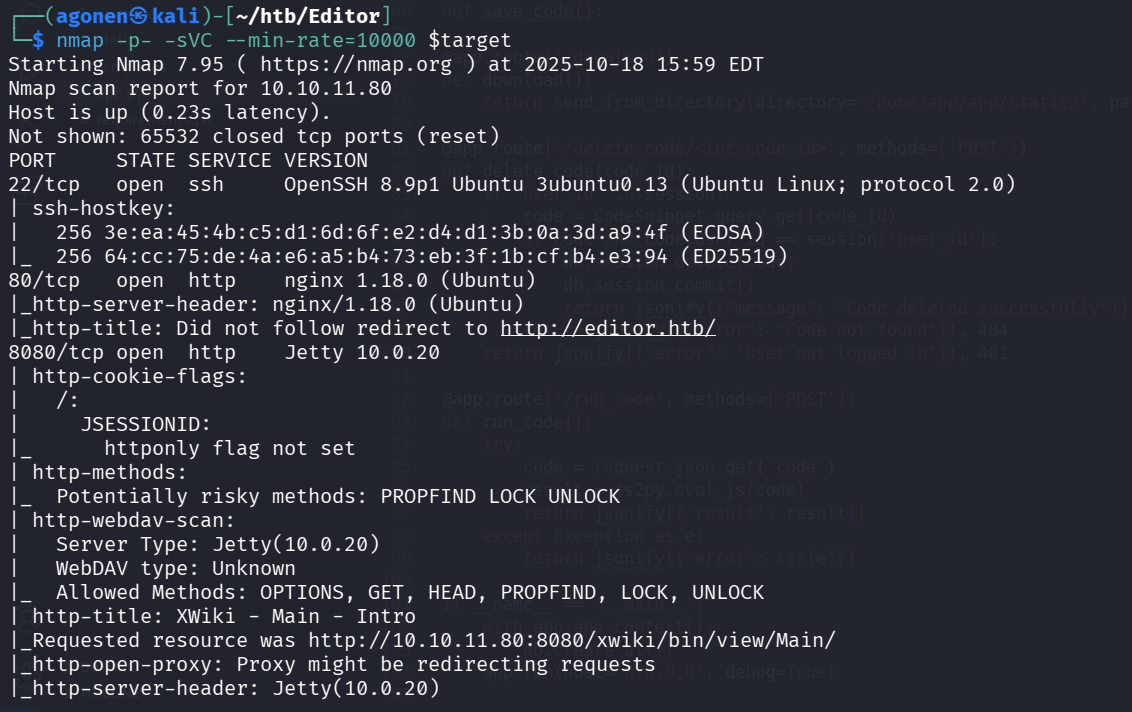 ┌──(agonen㉿kali)-[~/htb/Editor]
└─$ nmap -p- -sVC --min-rate=10000 $target
Starting Nmap 7.95 ( https://nmap.org ) at 2025-10-18 15:59 EDT
Nmap scan report for 10.10.11.80
Host is up (0.23s latency).
Not shown: 65532 closed tcp ports (reset)
PORT     STATE SERVICE VERSION
22/tcp   open  ssh     OpenSSH 8.9p1 Ubuntu 3ubuntu0.13 (Ubuntu Linux; protocol 2.0)
| ssh-hostkey:
|   256 3e:ea:45:4b:c5:d1:6d:6f:e2:d4:d1:3b:0a:3d:a9:4f (ECDSA)
|_  256 64:cc:75:de:4a:e6:a5:b4:73:eb:3f:1b:cf:b4:e3:94 (ED25519)
80/tcp   open  http    nginx 1.18.0 (Ubuntu)
|_http-server-header: nginx/1.18.0 (Ubuntu)
|_http-title: Did not follow redirect to http://editor.htb/
8080/tcp open  http    Jetty 10.0.20
| http-cookie-flags:
|   /:
|     JSESSIONID:
|_      httponly flag not set
| http-methods:
|_  Potentially risky methods: PROPFIND LOCK UNLOCK
| http-webdav-scan:
|   Server Type: Jetty(10.0.20)
|   WebDAV type: Unknown
|_  Allowed Methods: OPTIONS, GET, HEAD, PROPFIND, LOCK, UNLOCK
| http-title: XWiki - Main - Intro
|_Requested resource was http://10.10.11.80:8080/xwiki/bin/view/Main/
|_http-open-proxy: Proxy might be redirecting requests
|_http-server-header: Jetty(10.0.20)